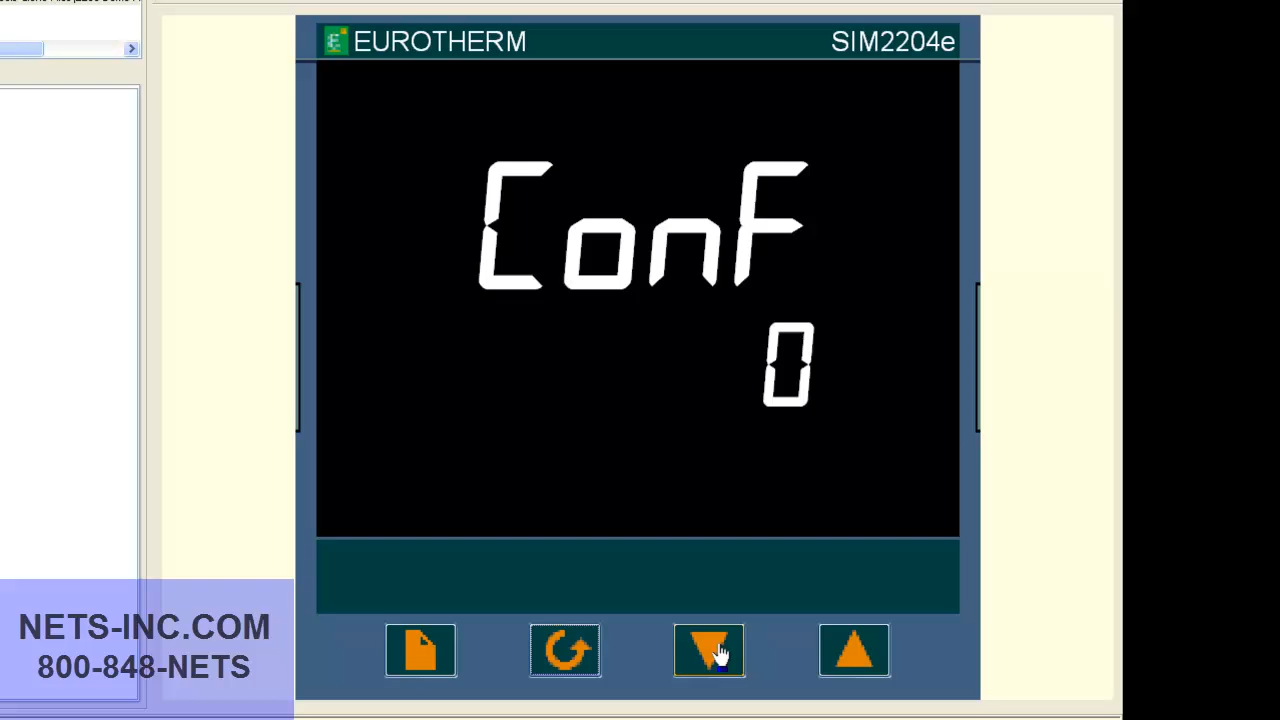 EUROTHERM
SIM2204e
ConF
0
NETS-INC.COM
800-848-NETS